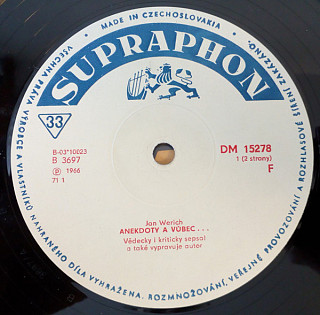 • MADE IN CZECHOSLOVAKIA •
VŠECHNA PRÁVA VÝROBCE A VLASTNÍKŮ NAHRANÉHO DÍLA VYHRAŽENA. ROZMNOŽOVÁNÍ, VEŘEJNÉ PROVOZOVÁNÍ A ROZHLASOVÉ ŠÍŘENÍ ZAKÁZÁNO.
SUPRAPHON
33
B-03*10023
B 3697
Ⓟ 1966
71 1
DM 15278
1 (2 strony)
F
Jan Werich
ANEKDOTY A VŮBEC . . .
Vědecky i kriticky sepsal
a také vypravuje autor